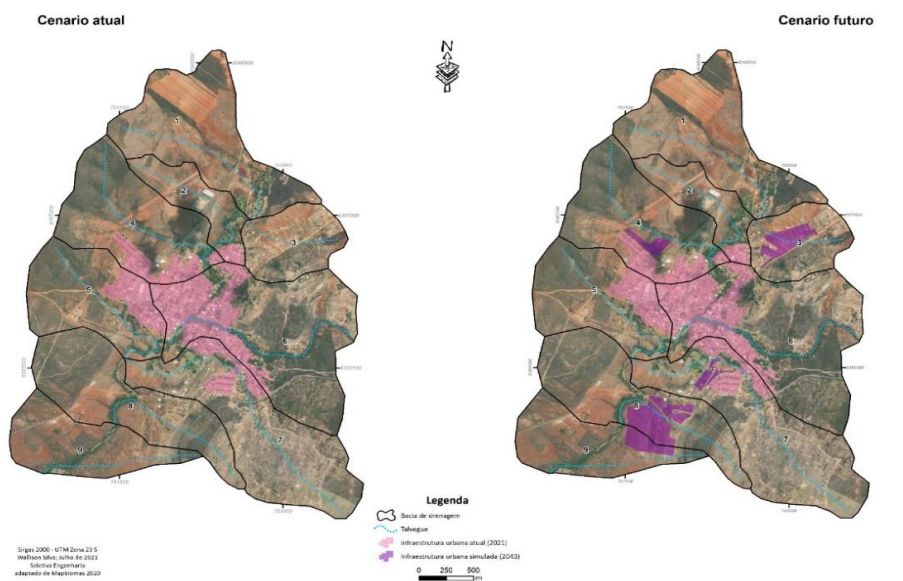 Cenario atual
Cenario futuro
N
1
2
3
4
5
6
7
8
9
1
2
3
4
5
6
7
8
9
Legenda
Bacia de drenagem
Talvegue
Infraestrutura urbana atual (2021)
Infraestrutura urbana simulada (2043)
0 250 500
m
Sirgas 2000 - UTM Zona 23 S
Wallison Silva; Julho de 2021
Seletiva Engenharia
adaptado de Mapbiomas 2020